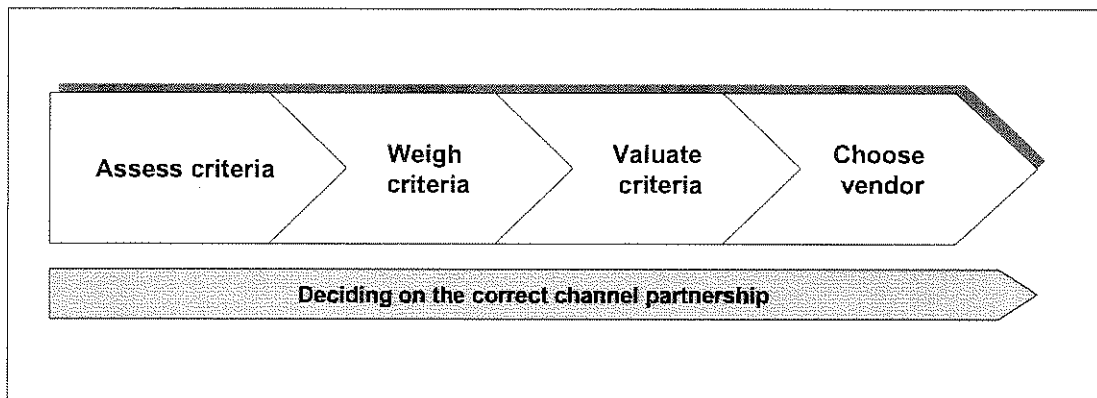 Assess criteria
Weigh
criteria
Valuate
criteria
Choose
vendor
Deciding on the correct channel partnership